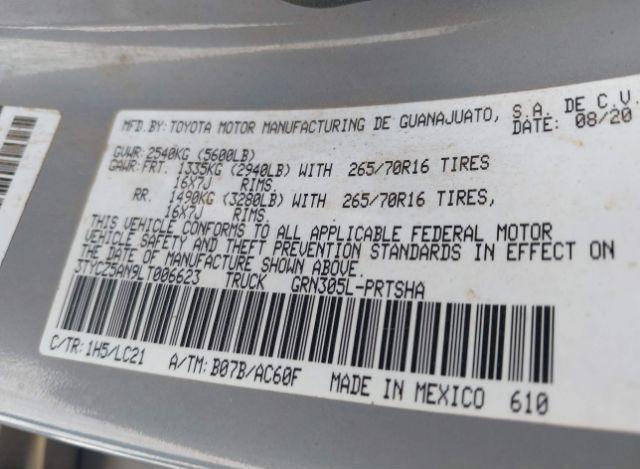 MFD.BY:TOYOTA MOTOR MANUFACTURING DE GUANAJUATO, S.A. DE C.V.
DATE: 08/20
GVWR:2540KG (5600LB)
GAWR:FRT. 1335KG (2940LB) WITH 265/70R16 TIRES
16X7J RIMS.
RR. 1490KG (3280LB) WITH 265/70R16 TIRES,
16X7J RIMS.
THIS VEHICLE CONFORMS TO ALL APPLICABLE FEDERAL MOTOR
VEHICLE SAFETY AND THEFT PREVENTION STANDARDS IN EFFECT ON
THE DATE OF MANUFACTURE SHOWN ABOVE.
3TYCZ5AN9LT006623 TRUCK GRN305L-PRTSHA
C/TR:1H5/LC21 A/TM:B07B/AC60F MADE IN MEXICO 610